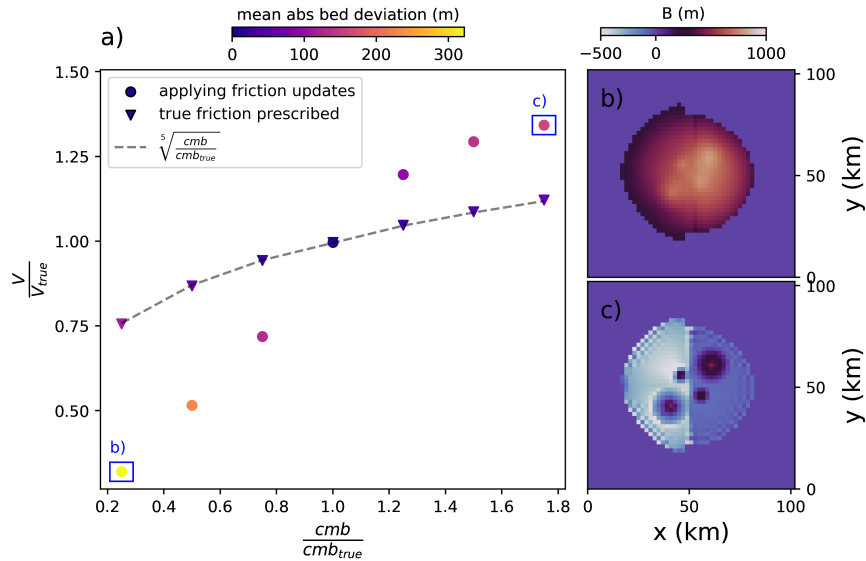 a)
mean abs bed deviation (m)
0 100 200 300
B (m)
−500 0 1000
1.50
1.25
1.00
0.75
0.50
V
V_true
applying friction updates
true friction prescribed
5√(cmb/cmb_true)
c)
b)
0.2 0.4 0.6 0.8 1.0 1.2 1.4 1.6 1.8
cmb
cmb_true
b)
100
50
0
y (km)
c)
100
50
0
y (km)
0 50 100
x (km)